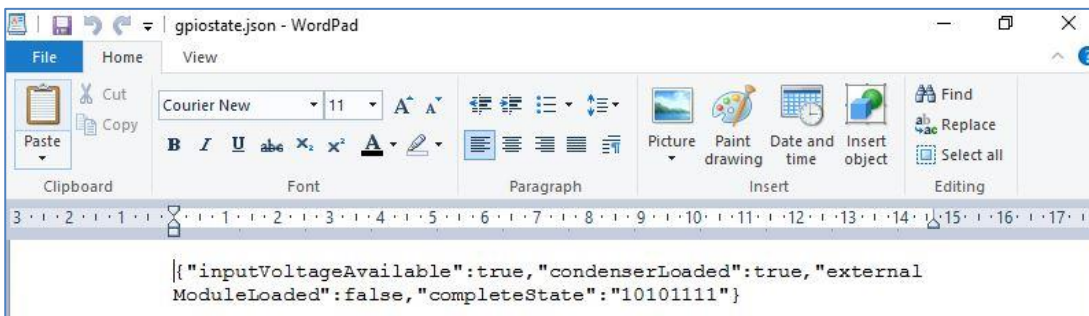 gpiostate.json - WordPad
File Home View
Cut
Copy
Paste
Clipboard
Courier New 11 A A
B I U abc X₂ X² A
Font
Paragraph
Picture
Paint drawing
Date and time
Insert object
Insert
Find
Replace
Select all
Editing
3 2 1 1 2 3 4 5 6 7 8 9 10 11 12 13 14 15 16 17
{"inputVoltageAvailable":true,"condenserLoaded":true,"external
ModuleLoaded":false,"completeState":"10101111"}